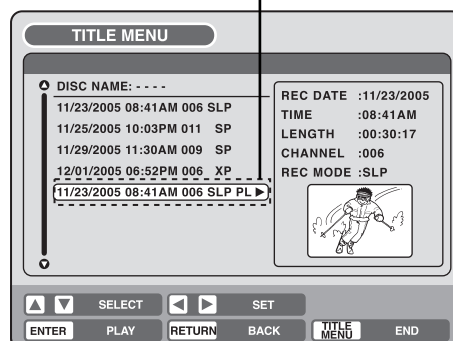 TITLE MENU
DISC NAME: - - - -
11/23/2005 08:41AM 006 SLP
11/25/2005 10:03PM 011 SP
11/29/2005 11:30AM 009 SP
12/01/2005 06:52PM 006 XP
11/23/2005 08:41AM 006 SLP PL ▶
REC DATE :11/23/2005
TIME :08:41AM
LENGTH :00:30:17
CHANNEL :006
REC MODE :SLP
▲ ▼ SELECT ◀ ▶ SET
ENTER PLAY RETURN BACK TITLE MENU END